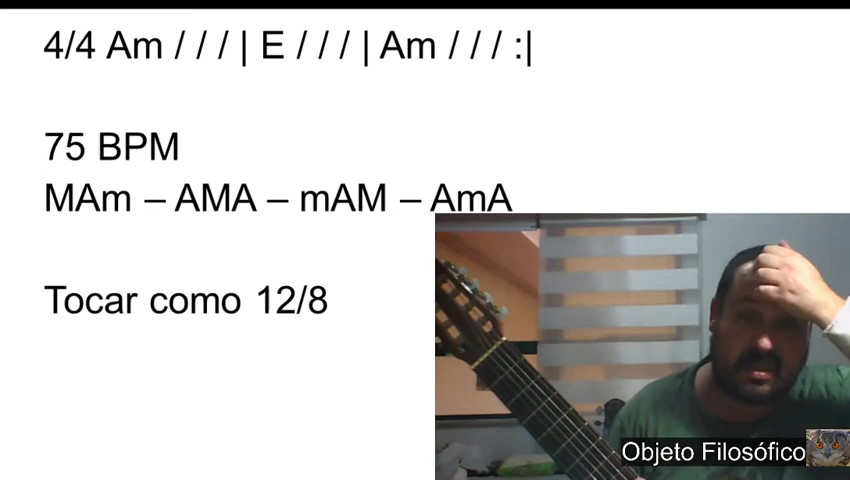 4/4 Am / / / | E / / / | Am / / / :|
75 BPM
MAm – AMA – mAM – AmA
Tocar como 12/8
Objeto Filosófico